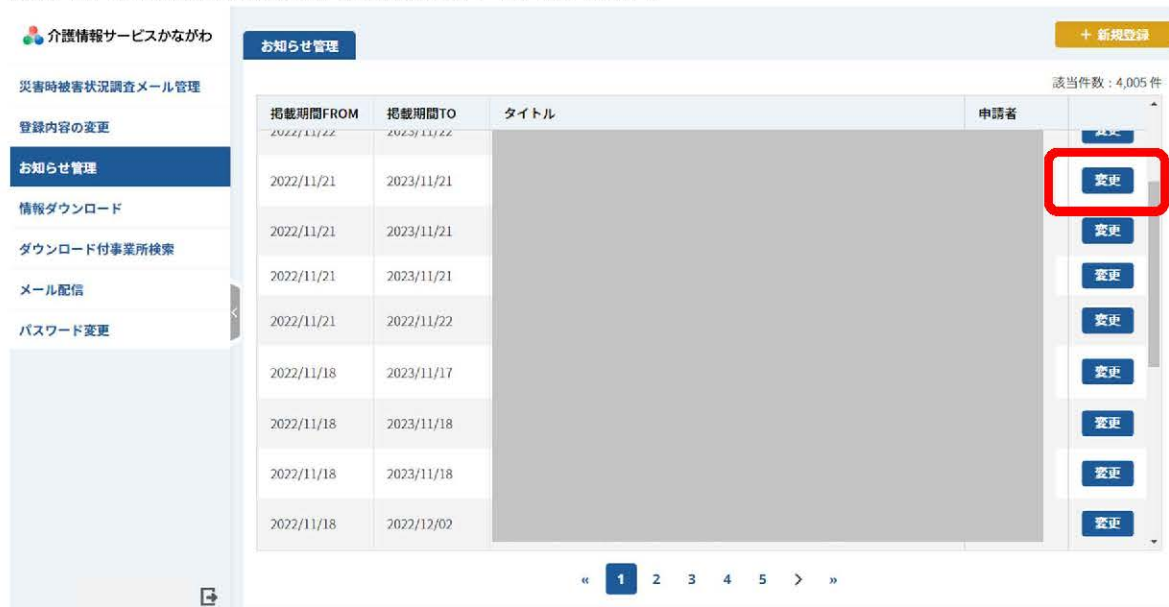 介護情報サービスかながわ
災害時被害状況調査メール管理
登録内容の変更
お知らせ管理
情報ダウンロード
ダウンロード付事業所検索
メール配信
パスワード変更
お知らせ管理
+ 新規登録
該当件数 : 4,005 件
掲載期間FROM 掲載期間TO タイトル 申請者
2022/11/22 2023/11/22 変更
2022/11/21 2023/11/21 変更
2022/11/21 2023/11/21 変更
2022/11/21 2023/11/21 変更
2022/11/21 2022/11/22 変更
2022/11/18 2023/11/17 変更
2022/11/18 2023/11/18 変更
2022/11/18 2023/11/18 変更
2022/11/18 2022/12/02 変更
« 1 2 3 4 5 > »